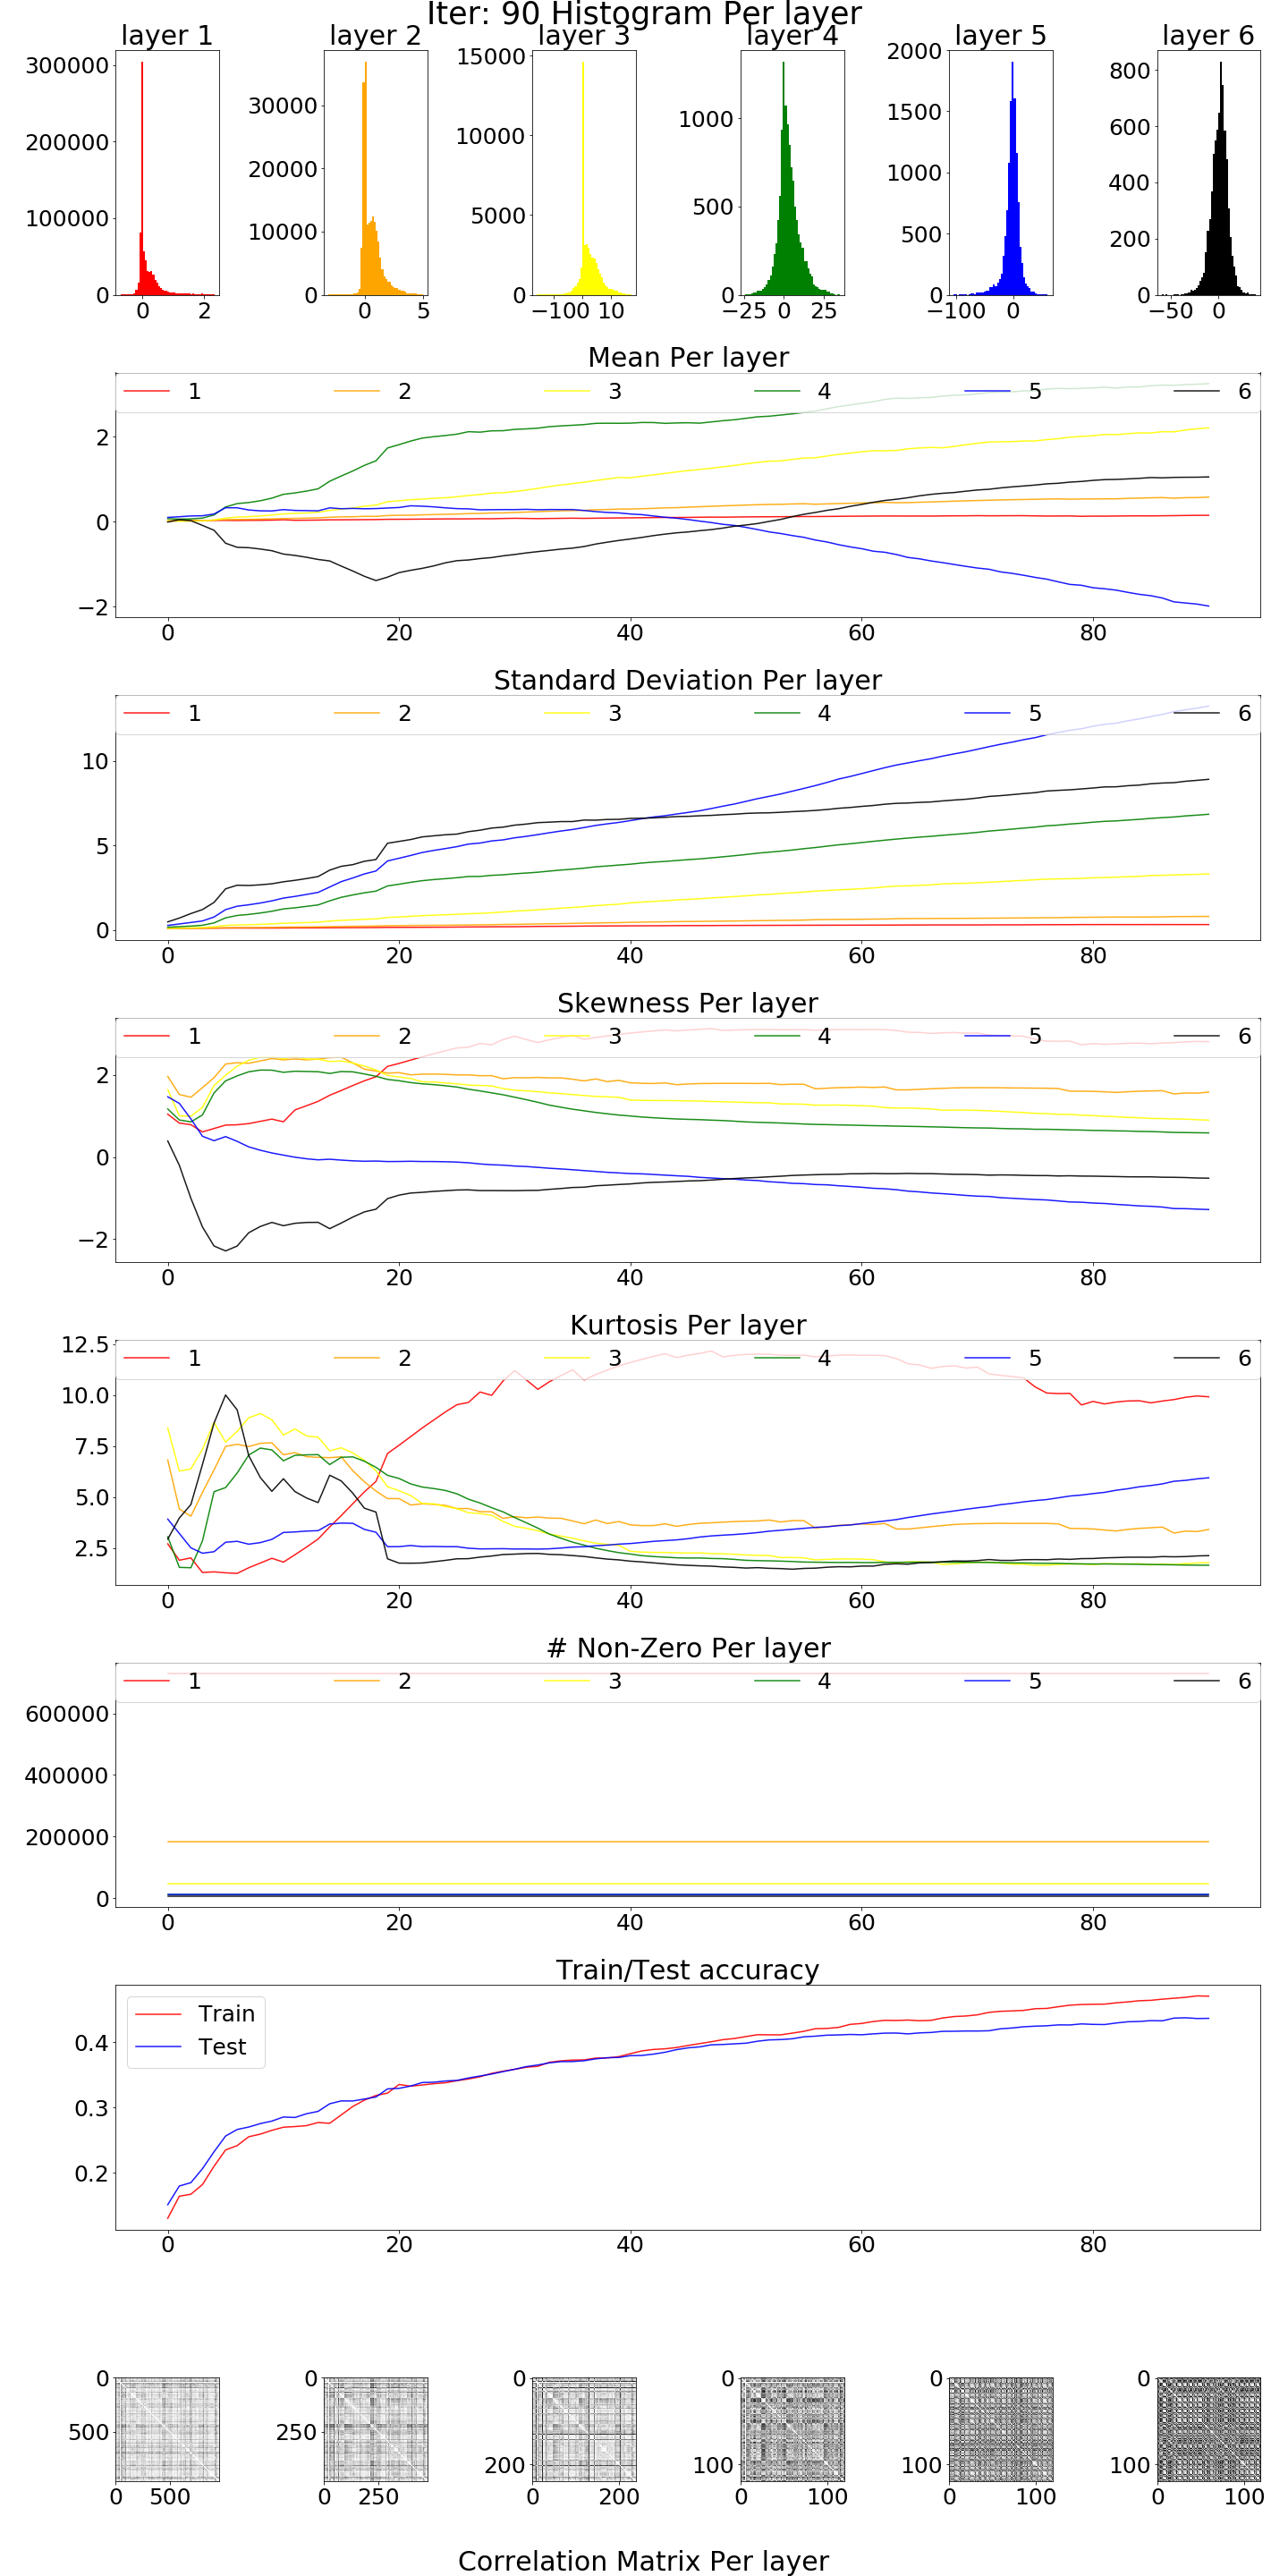 Iter: 90 Histogram Per layer
layer 1 layer 2 layer 3 layer 4 layer 5 layer 6
300000 200000 100000 0
0 2
30000 20000 10000 0
0 5
15000 10000 5000 0
−10 0 10
1000 500 0
−25 0 25
2000 1500 1000 500 0
−100 0
800 600 400 200 0
−50 0
Mean Per layer
1 2 3 4 5 6
2
0
−2
0 20 40 60 80
Standard Deviation Per layer
1 2 3 4 5 6
10
5
0
0 20 40 60 80
Skewness Per layer
1 2 3 4 5 6
2
0
−2
0 20 40 60 80
Kurtosis Per layer
12.5
1 2 3 4 5 6
10.0
7.5
5.0
2.5
0 20 40 60 80
# Non-Zero Per layer
1 2 3 4 5 6
600000
400000
200000
0
0 20 40 60 80
Train/Test accuracy
Train
Test
0.4
0.3
0.2
0 20 40 60 80
0 500
0 500
0 250
0 250
0 200
0 200
0 100
0 100
0 100
0 100
0 100
0 100
Correlation Matrix Per layer